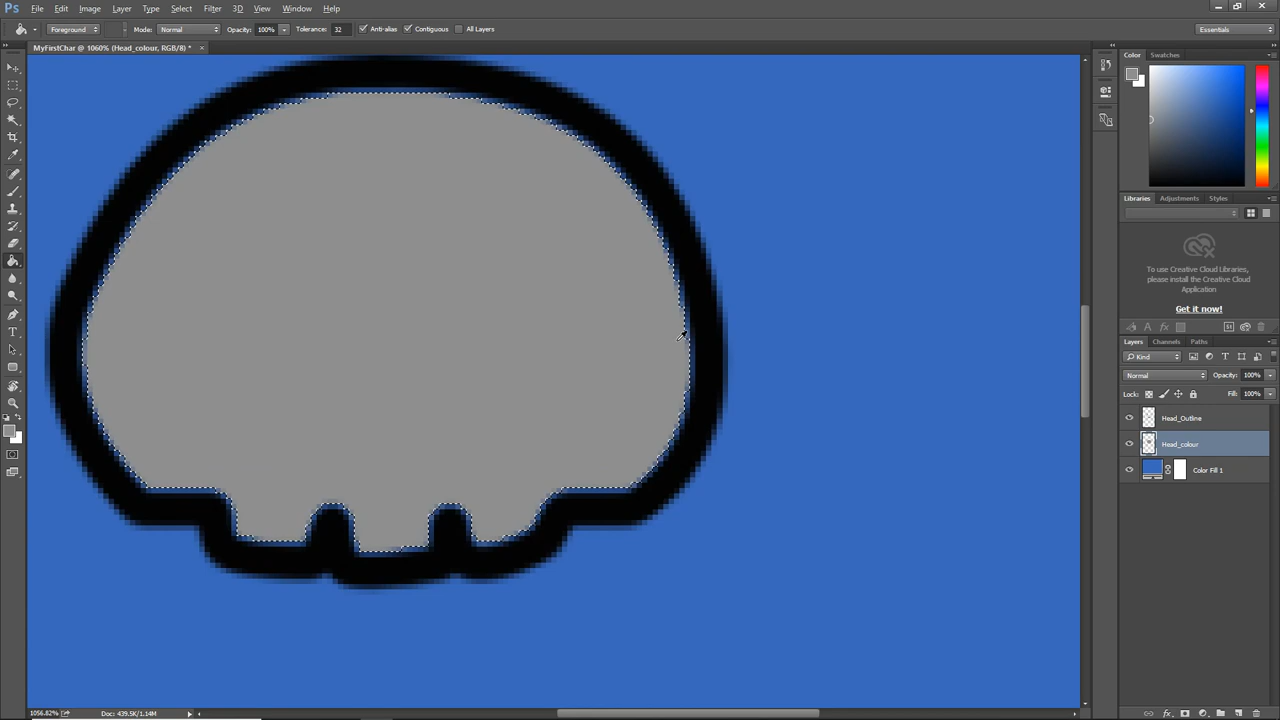 Ps File Edit Image Layer Type Select Filter 3D View Window Help
Foreground Mode: Normal Opacity: 100% Tolerance: 32 Anti-alias Contiguous All Layers Essentials
MyFirstChar @ 1060% (Head_colour, RGB/8) * ×
Color Swatches
Libraries Adjustments Styles
To use Creative Cloud Libraries,
please install the Creative Cloud
Application
Get it now!
Layers Channels Paths
Kind
Normal Opacity: 100%
Lock: Fill: 100%
Head_Outline
Head_colour
Color Fill 1
1056.82% Doc: 439.5K/1.14M